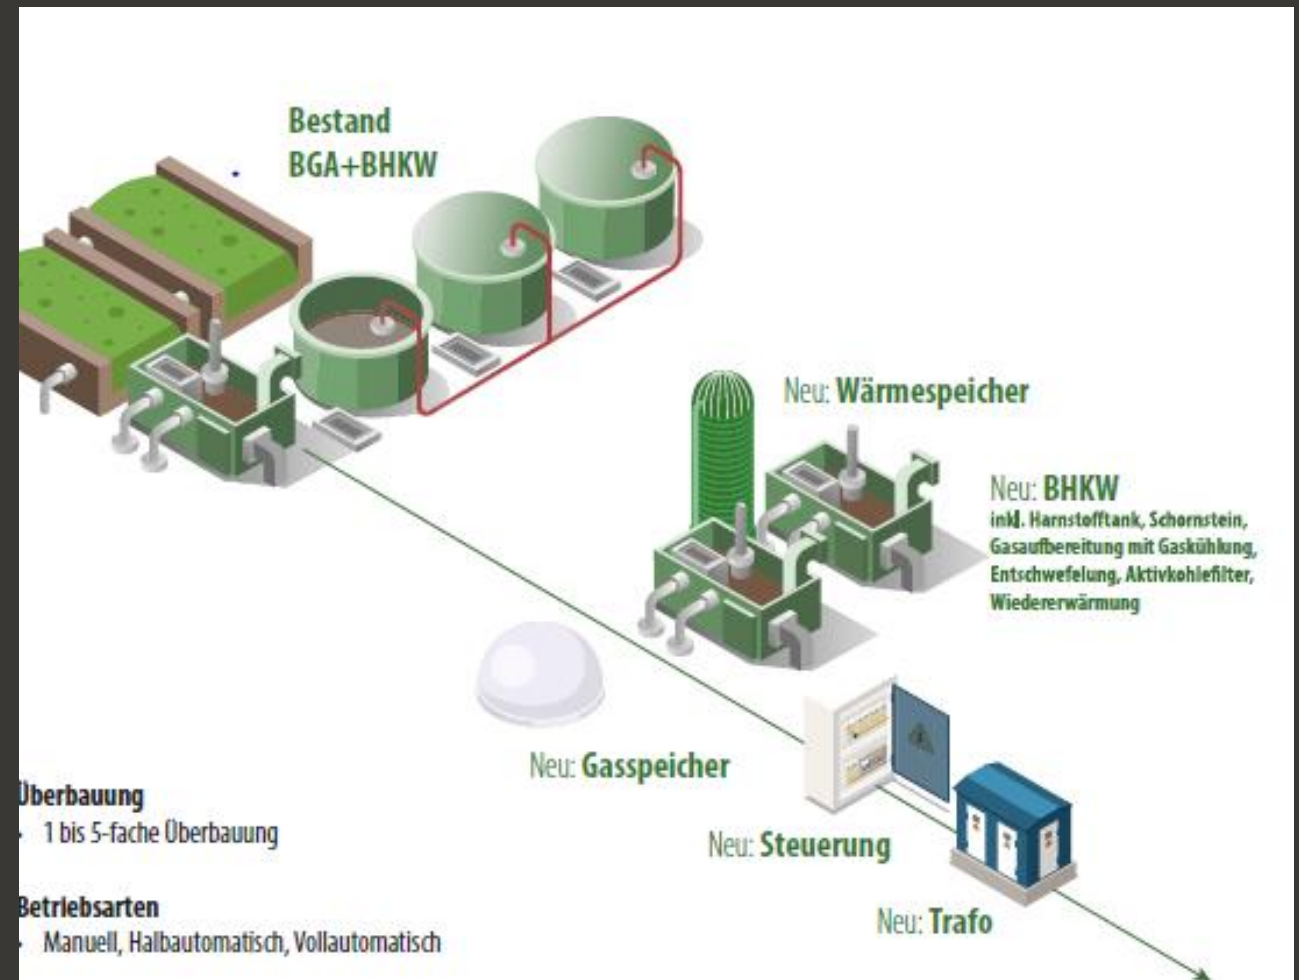 Bestand
BGA+BHKW
Neu: Wärmespeicher
Neu: BHKW
inkl. Harnstofftank, Schornstein,
Gasaufbereitung mit Gaskühlung,
Entschwefelung, Aktivkohlefilter,
Wiedererwärmung
Neu: Gasspeicher
Neu: Steuerung
Neu: Trafo
Überbauung
• 1 bis 5-fache Überbauung
Betriebsarten
• Manuell, Halbautomatisch, Vollautomatisch